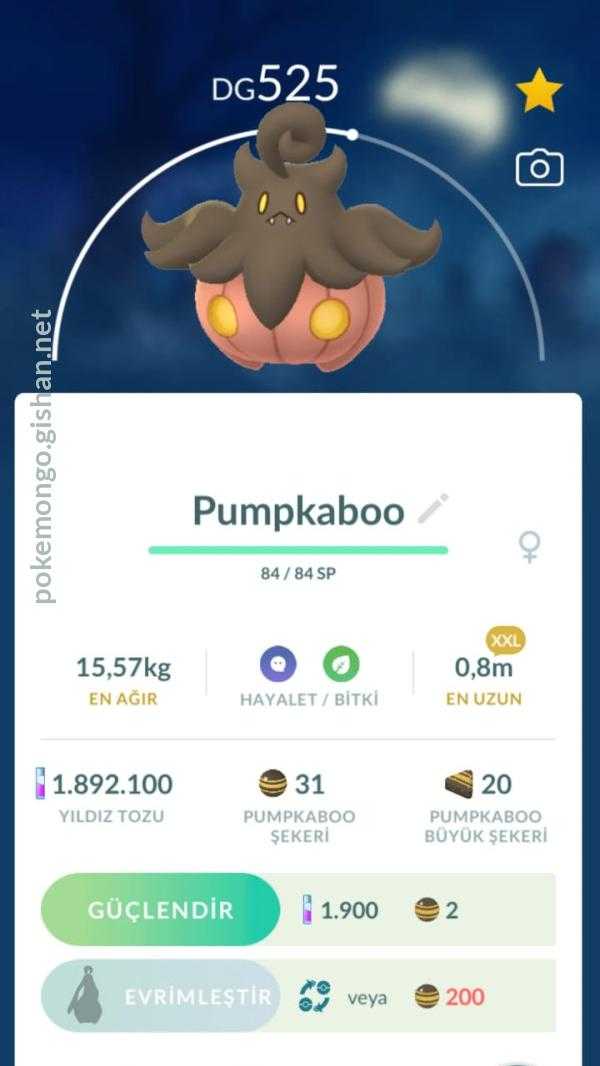 DG525
pokemongo.gishan.net
Pumpkaboo
84 / 84 SP
XXL
15,57kg
0,8m
EN AĞIR
HAYALET / BİTKİ
EN UZUN
1.892.100
31
20
YILDIZ TOZU
PUMPKABOO
ŞEKERİ
PUMPKABOO
BÜYÜK ŞEKERİ
GÜÇLENDİR
1.900
2
EVRİMLEŞTİR
veya
200